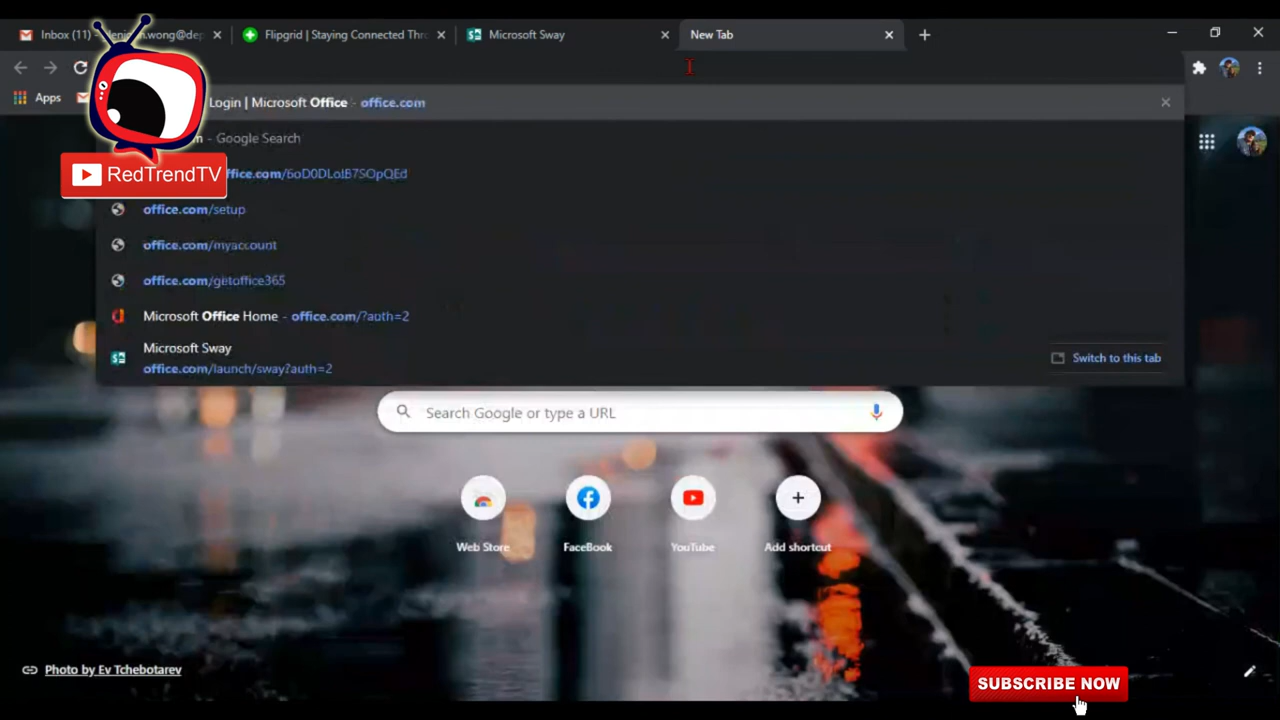 Inbox (11) - denjosh.wong@dep
Flipgrid | Staying Connected Thr
Microsoft Sway
New Tab
Apps
Login | Microsoft Office - office.com
- Google Search
RedTrendTV
office.com/setup
office.com/myaccount
office.com/getoffice365
Microsoft Office Home - office.com/?auth=2
Microsoft Sway
office.com/launch/sway?auth=2
Switch to this tab
Search Google or type a URL
Web Store
FaceBook
YouTube
Add shortcut
Photo by Ev Tchebotarev
SUBSCRIBE NOW